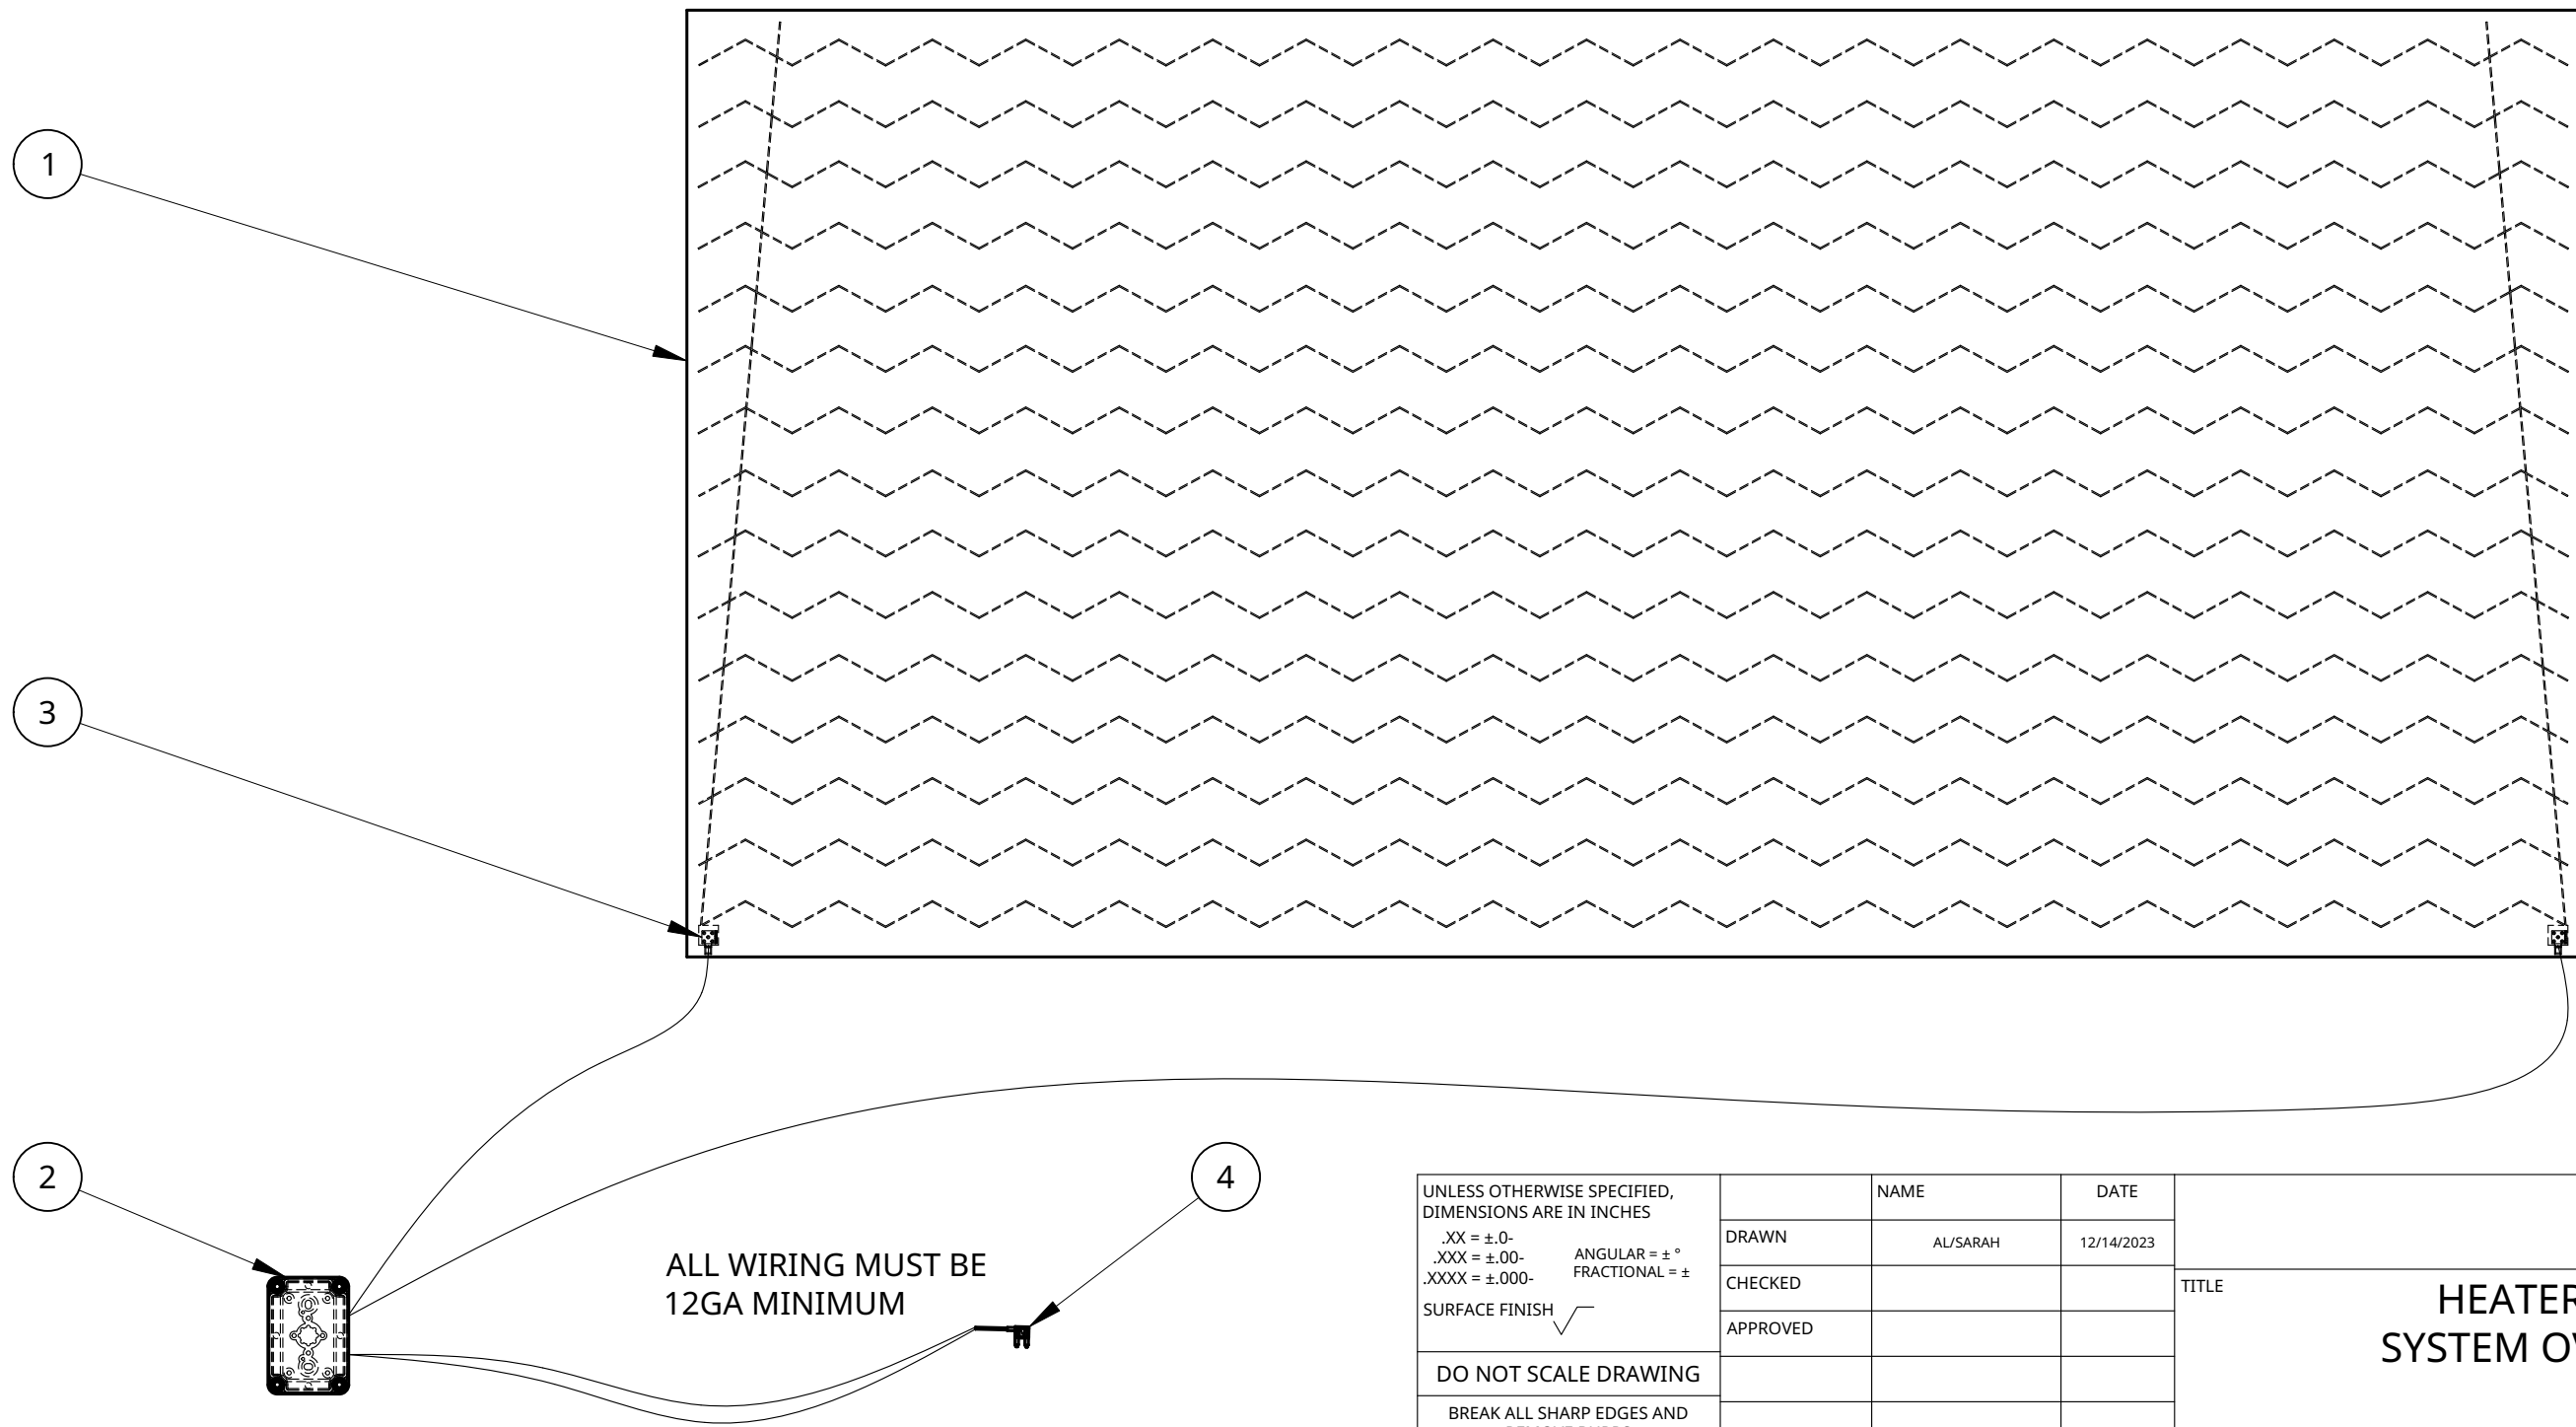 1
3
2
4
ALL WIRING MUST BE
12GA MINIMUM
UNLESS OTHERWISE SPECIFIED,
DIMENSIONS ARE IN INCHES
.XX = ±.0-
.XXX = ±.00-
.XXXX = ±.000-
ANGULAR = ± °
FRACTIONAL = ±
SURFACE FINISH
DO NOT SCALE DRAWING
BREAK ALL SHARP EDGES AND
NAME
DATE
DRAWN
AL/SARAH
12/14/2023
CHECKED
APPROVED
TITLE
HEATER
SYSTEM